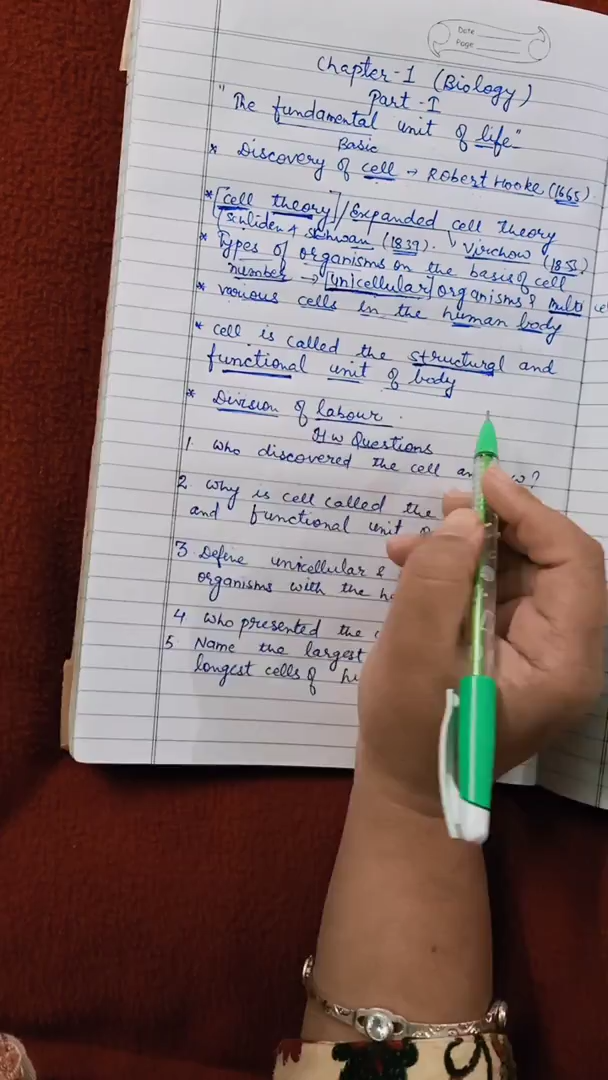 Date
Page
Chapter-1 (Biology)
Part-I
"The fundamental unit of life"
Basic
* Discovery of cell → Robert Hooke (1665)
* [cell theory]/Expanded cell theory
Schliden & Schwan (1839). Virchow (1855)
* Types of organisms on the basis of cell
number → [unicellular] organisms & multi
* various cells in the human body
* cell is called the structural and
functional unit of body
* Division of labour.
HW Questions
1 who discovered the cell
2 why is cell called the
and functional unit
3 Define unicellular &
organisms with the
4 who presented the
5 Name the largest
longest cells of